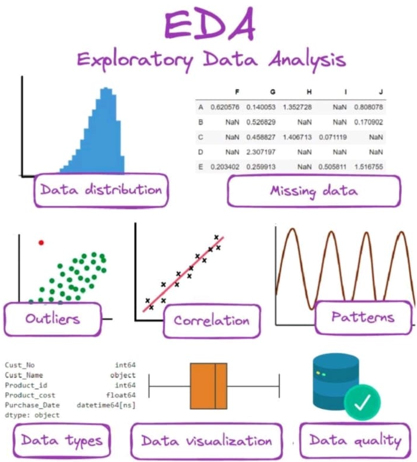 EDA
Exploratory Data Analysis
F G H I J
A 0.620576 0.140053 1.352728 NaN 0.808078
B NaN 0.526829 NaN NaN 0.170902
C NaN 0.458827 1.406713 0.071119 NaN
D NaN 2.307197 NaN NaN NaN
E 0.203402 0.259913 NaN 0.505811 1.516755
Data distribution
Missing data
Outliers
Correlation
Patterns
Cust_No int64
Cust_Name object
Product_id int64
Product_cost float64
Purchase_Date datetime64[ns]
dtype: object
Data types
Data visualization
Data quality